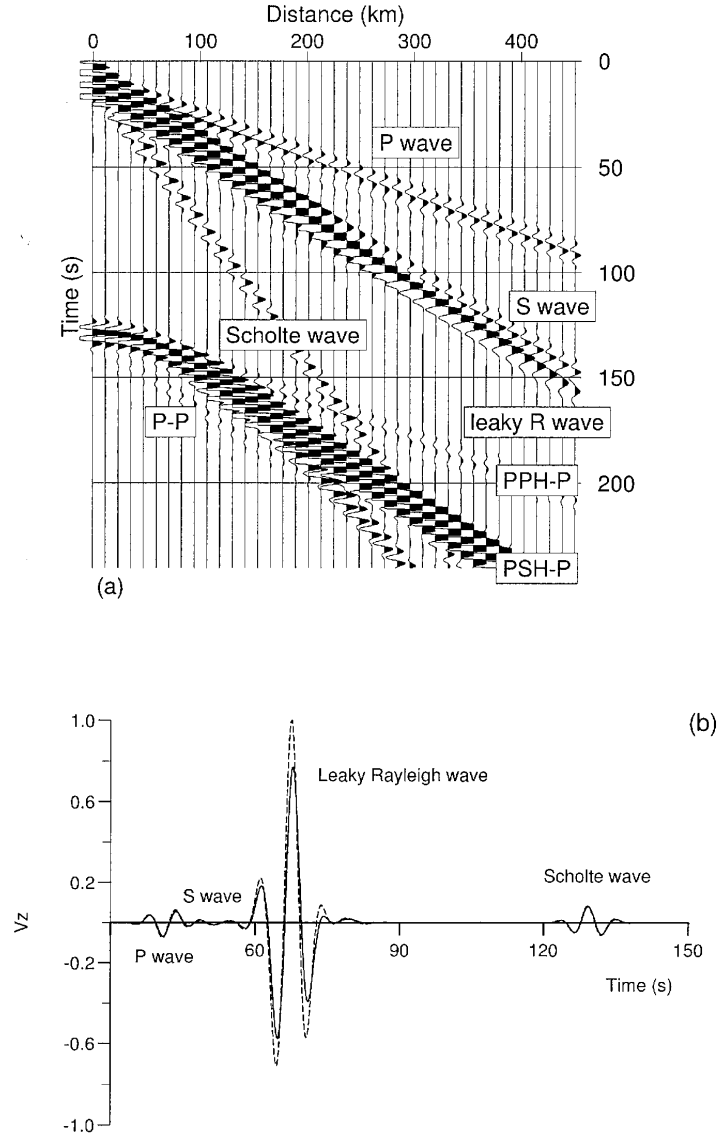 Distance (km)
0 100 200 300 400
0
P wave
50
Time (s)
100
S wave
Scholte wave
150
P-P
leaky R wave
PPH-P
200
PSH-P
(a)
(b)
1.0
Leaky Rayleigh wave
0.6
Scholte wave
S wave
0.2
Vz
60 90 120 150
P wave
-0.2
Time (s)
-0.6
-1.0